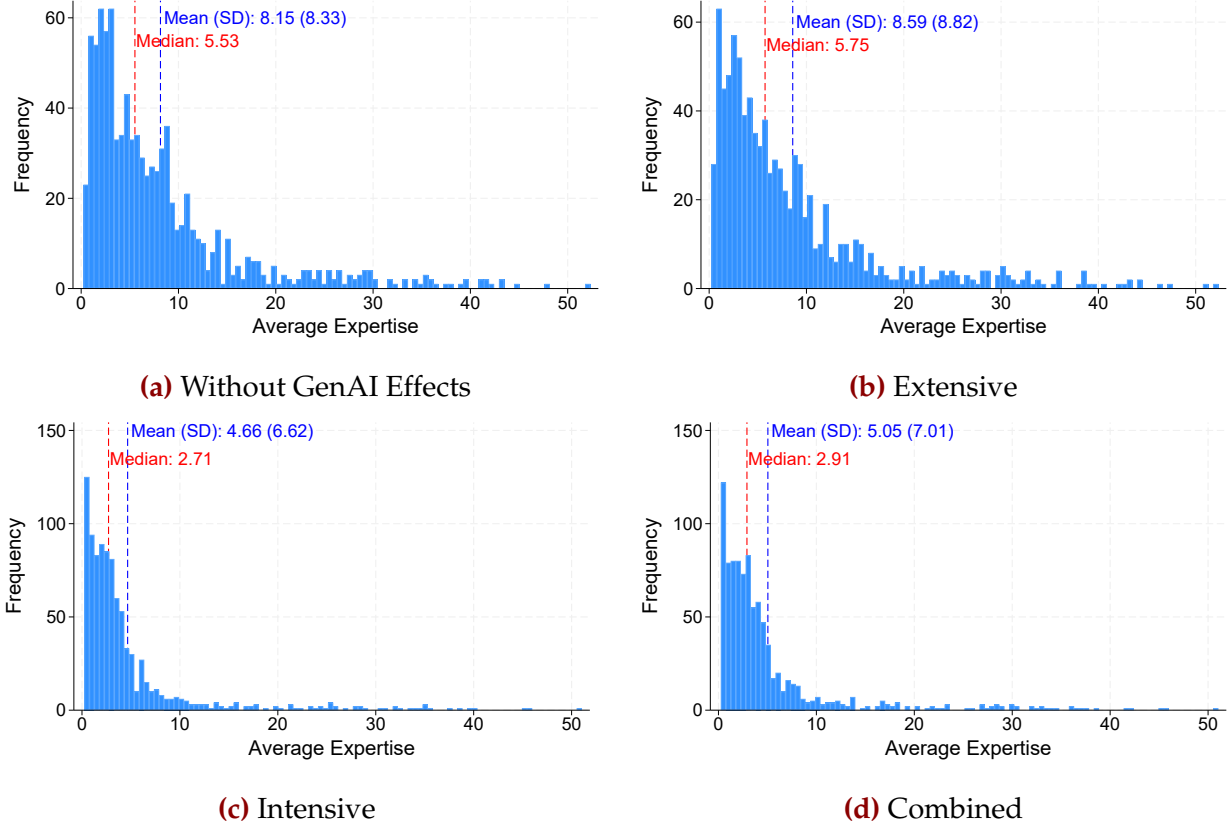 60
40
20
0
Frequency
Mean (SD): 8.15 (8.33)
Median: 5.53
0 10 20 30 40 50
Average Expertise
(a) Without GenAI Effects
60
40
20
0
Frequency
Mean (SD): 8.59 (8.82)
Median: 5.75
0 10 20 30 40 50
Average Expertise
(b) Extensive
150
100
50
0
Frequency
Mean (SD): 4.66 (6.62)
Median: 2.71
0 10 20 30 40 50
Average Expertise
(c) Intensive
150
100
50
0
Frequency
Mean (SD): 5.05 (7.01)
Median: 2.91
0 10 20 30 40 50
Average Expertise
(d) Combined